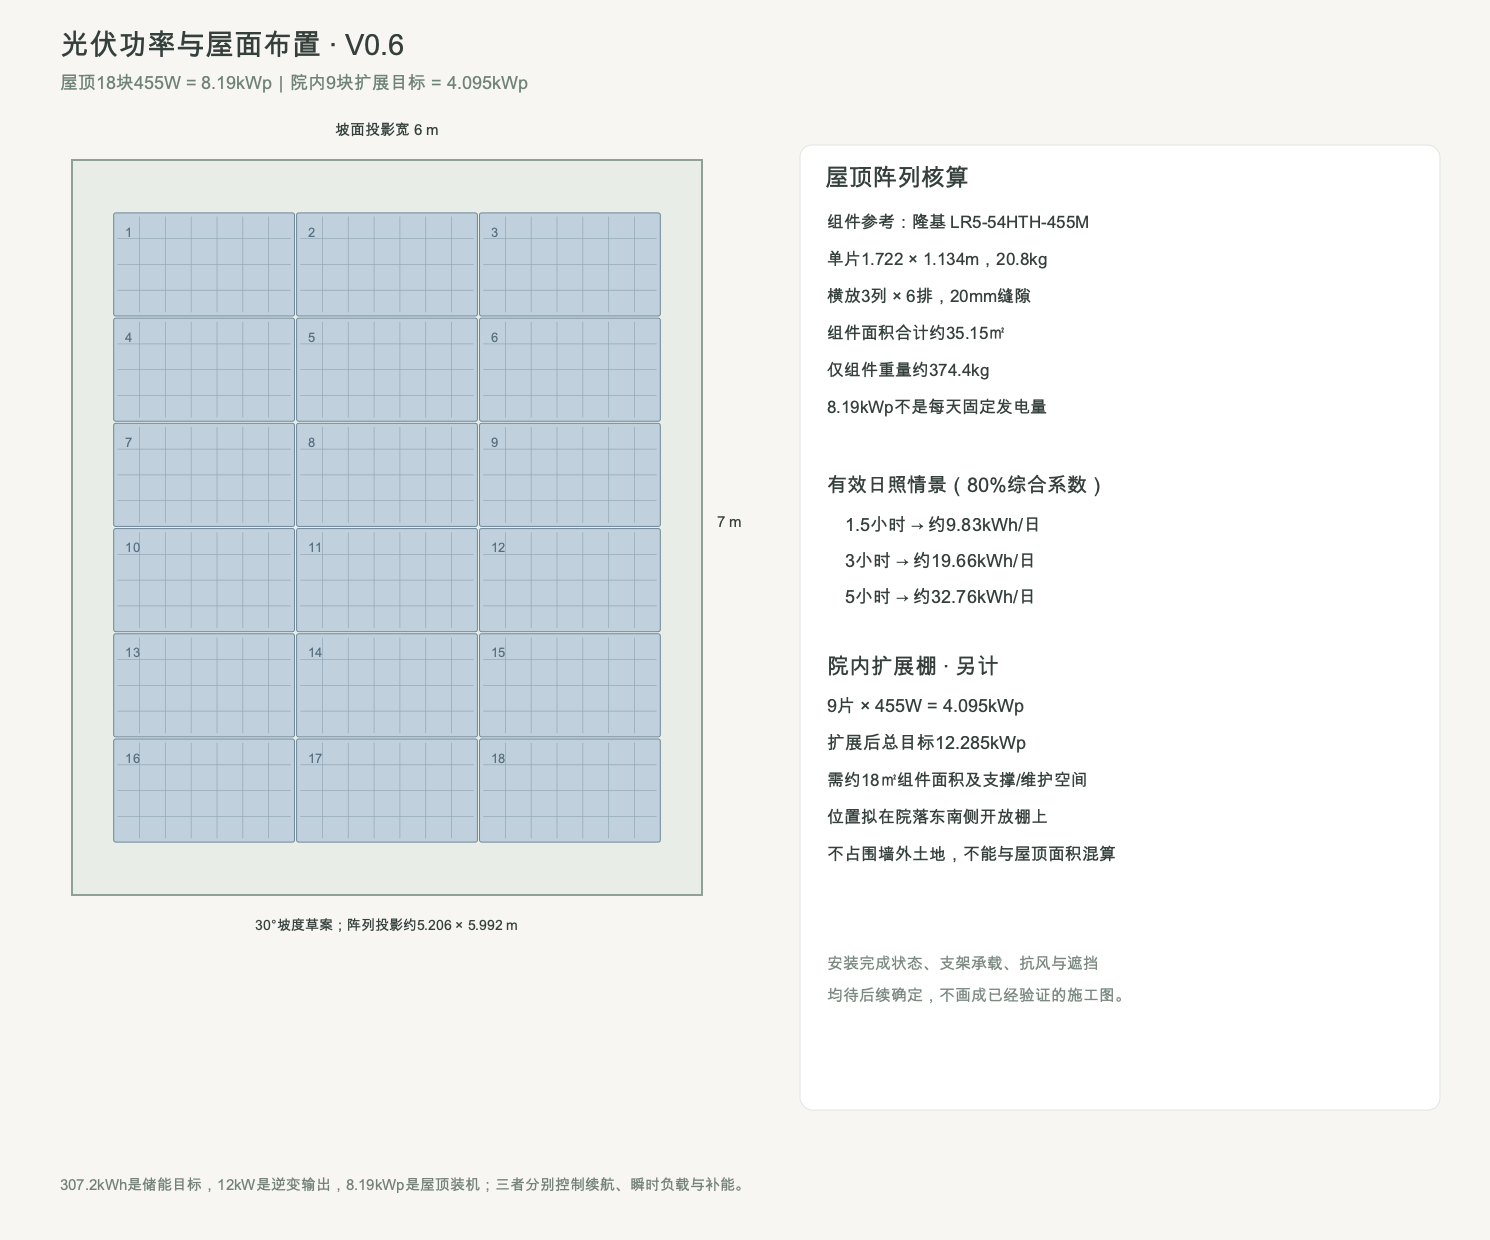 光伏功率与屋面布置 · V0.6
屋顶18块455W = 8.19kWp | 院内9块扩展目标 = 4.095kWp
坡面投影宽 6 m
1
2
3
4
5
6
7
8
9
10
11
12
13
14
15
16
17
18
7 m
30°坡度草案；阵列投影约5.206 × 5.992 m
屋顶阵列核算
组件参考：隆基 LR5-54HTH-455M
单片1.722 × 1.134m，20.8kg
横放3列 × 6排，20mm缝隙
组件面积合计约35.15㎡
仅组件重量约374.4kg
8.19kWp不是每天固定发电量
有效日照情景（80%综合系数）
1.5小时 → 约9.83kWh/日
3小时 → 约19.66kWh/日
5小时 → 约32.76kWh/日
院内扩展棚 · 另计
9片 × 455W = 4.095kWp
扩展后总目标12.285kWp
需约18㎡组件面积及支撑/维护空间
位置拟在院落东南侧开放棚上
不占围墙外土地，不能与屋顶面积混算
安装完成状态、支架承载、抗风与遮挡
均待后续确定，不画成已经验证的施工图。
307.2kWh是储能目标，12kW是逆变输出，8.19kWp是屋顶装机；三者分别控制续航、瞬时负载与补能。